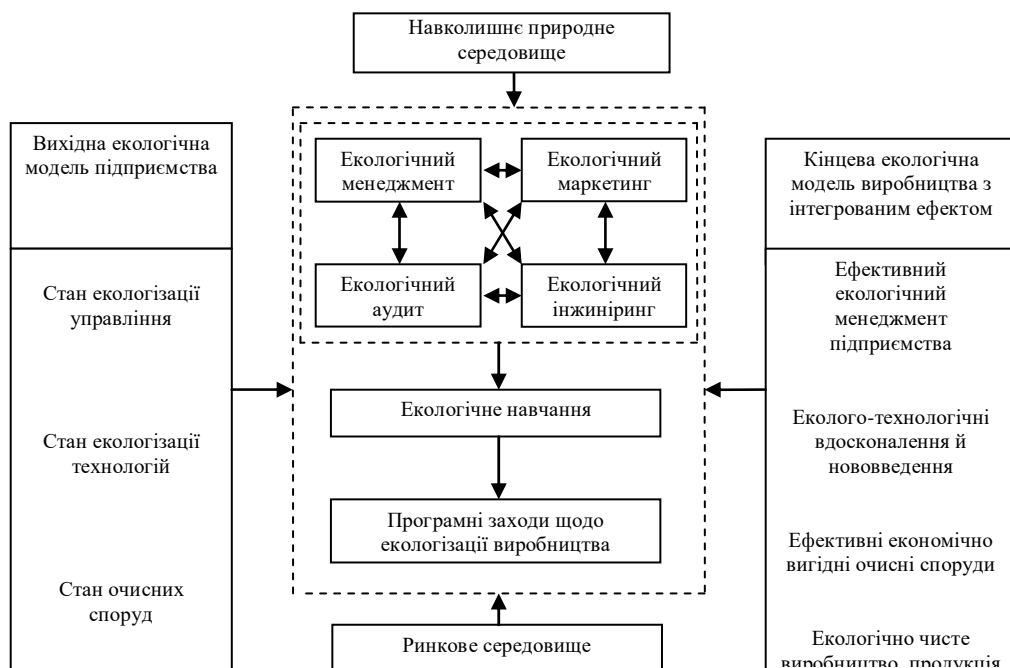 Навколишнє природне
середовище
Вихідна екологічна
модель підприємства
Стан екологізації
управління
Стан екологізації
технологій
Стан очисних
споруд
Екологічний
менеджмент
Екологічний
маркетинг
Екологічний
аудит
Екологічний
інжиніринг
Екологічне навчання
Програмні заходи щодо
екологізації виробництва
Ринкове середовище
Кінцева екологічна
модель виробництва з
інтегрованим ефектом
Ефективний
екологічний
менеджмент
підприємства
Еколого-технологічні
вдосконалення й
нововведення
Ефективні економічно
вигідні очисні споруди
Екологічно чисте
виробництво, продукція